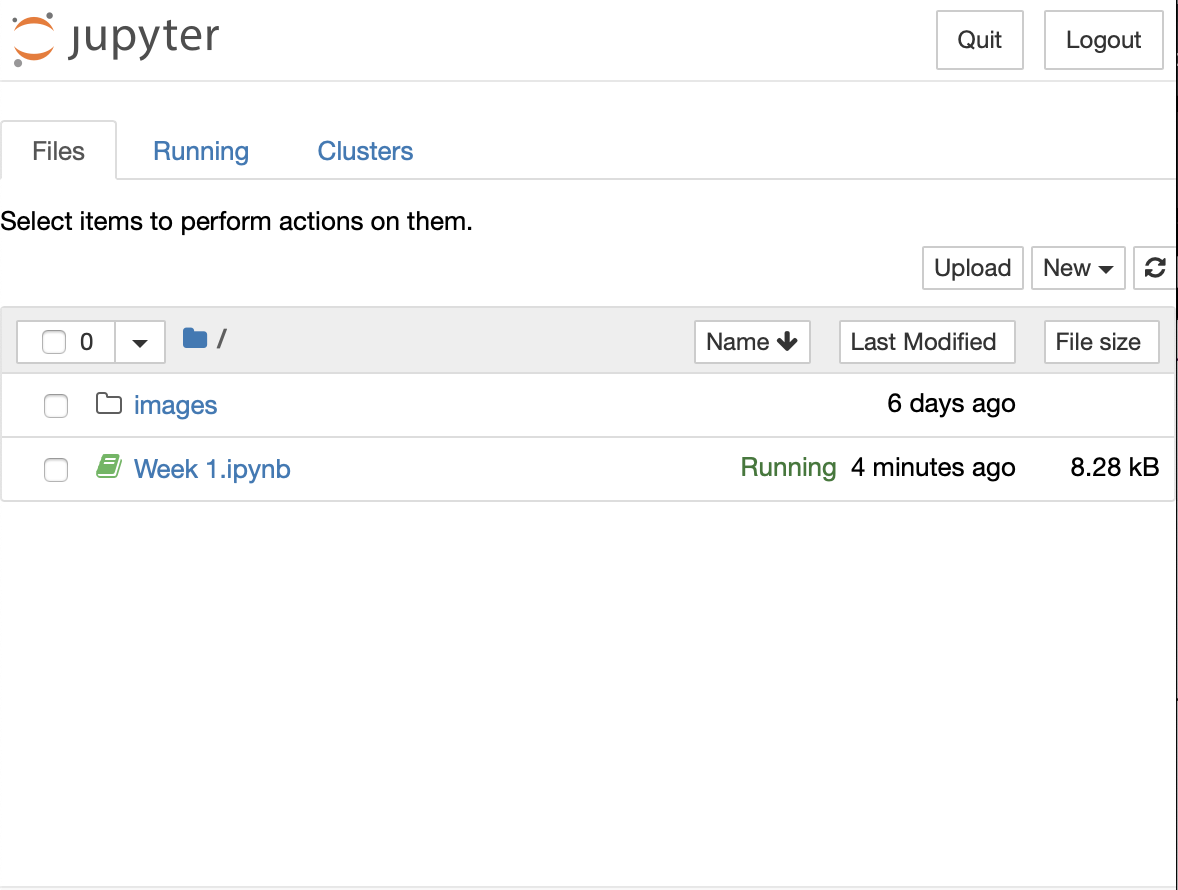 jupyter
Quit Logout
Files Running Clusters
Select items to perform actions on them.
Upload New
0 / Name Last Modified File size
images 6 days ago
Week 1.ipynb Running 4 minutes ago 8.28 kB